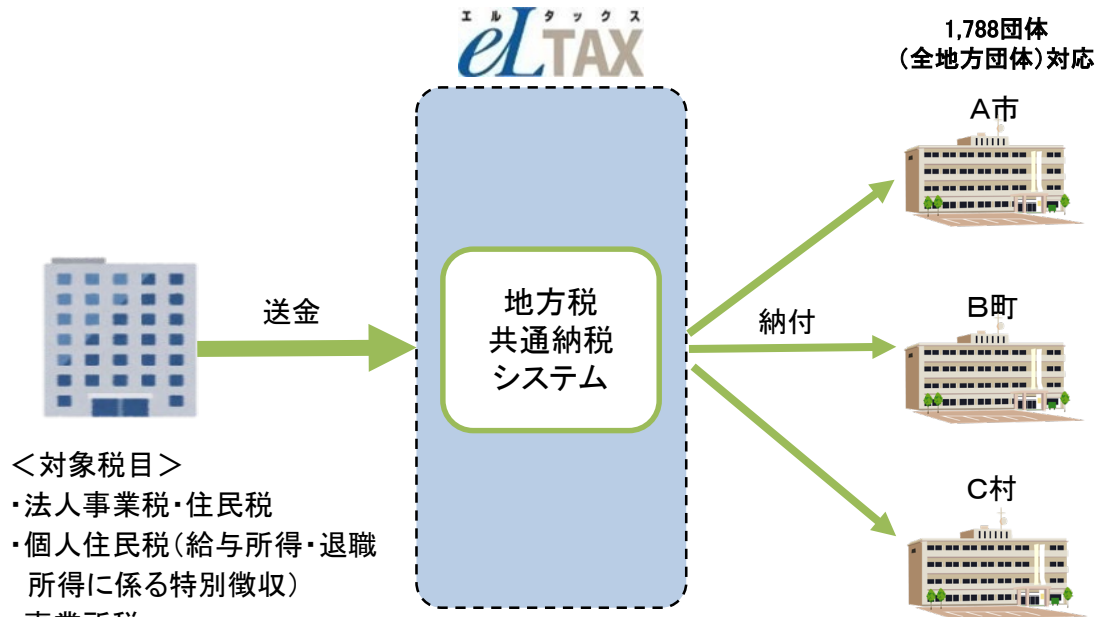 エルタックス
eLTAX
1,788団体
(全地方団体)対応
A市
B町
C村
送金
地方税
共通納税
システム
納付
<対象税目>
・法人事業税・住民税
・個人住民税(給与所得・退職
所得に係る特別徴収)